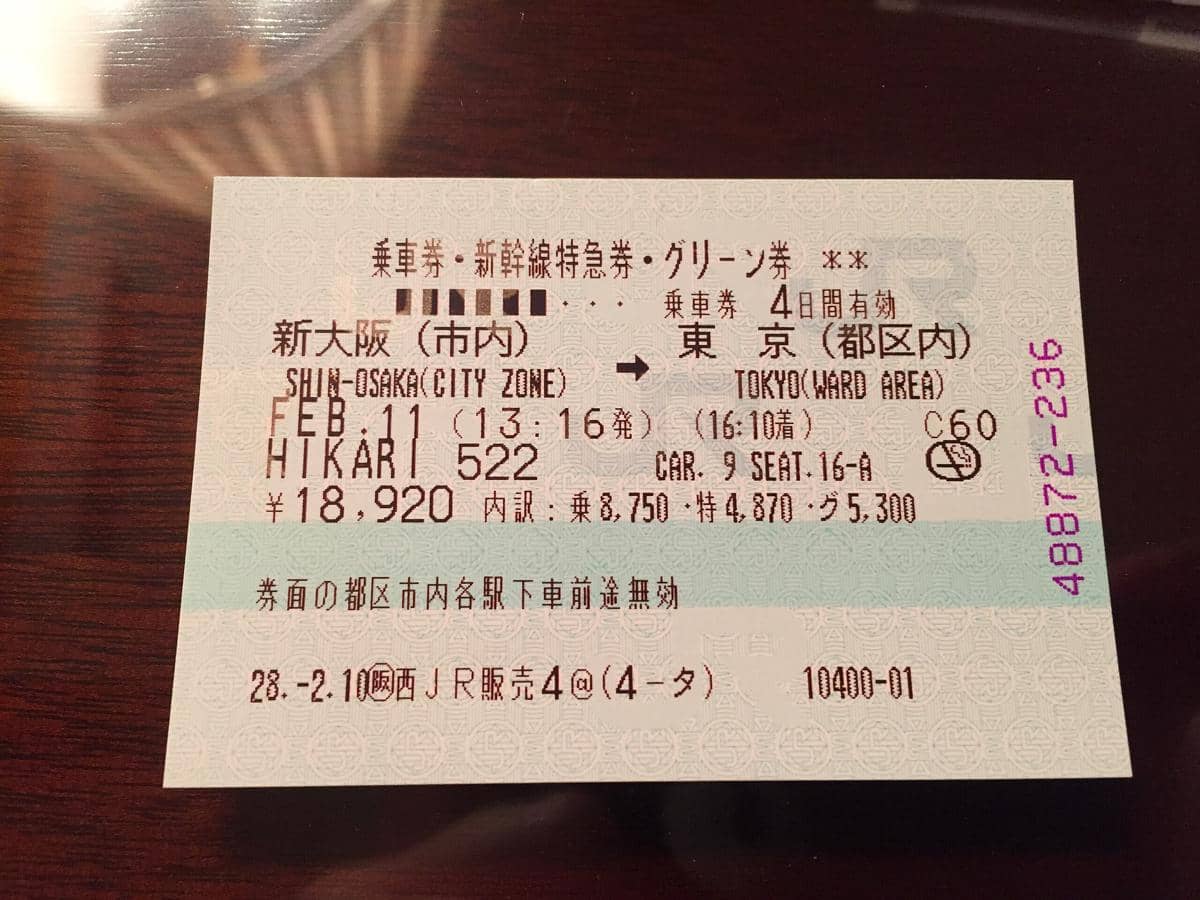 乗車券・新幹線特急券・グリーン券 **
■■■■■■・・・ 乗車券 4日間有効
新大阪（市内） ➡ 東 京（都区内）
SHIN-OSAKA(CITY ZONE) TOKYO(WARD AREA)
FEB.11 (13:16発) (16:10着) C60
HIKARI 522 CAR. 9 SEAT.16-A
¥18,920 内訳:乗8,750・特4,870・グ5,300
券面の都区市内各駅下車前途無効
28.-2.10㊞西JR販売4@(4-タ) 10400-01
48872-236